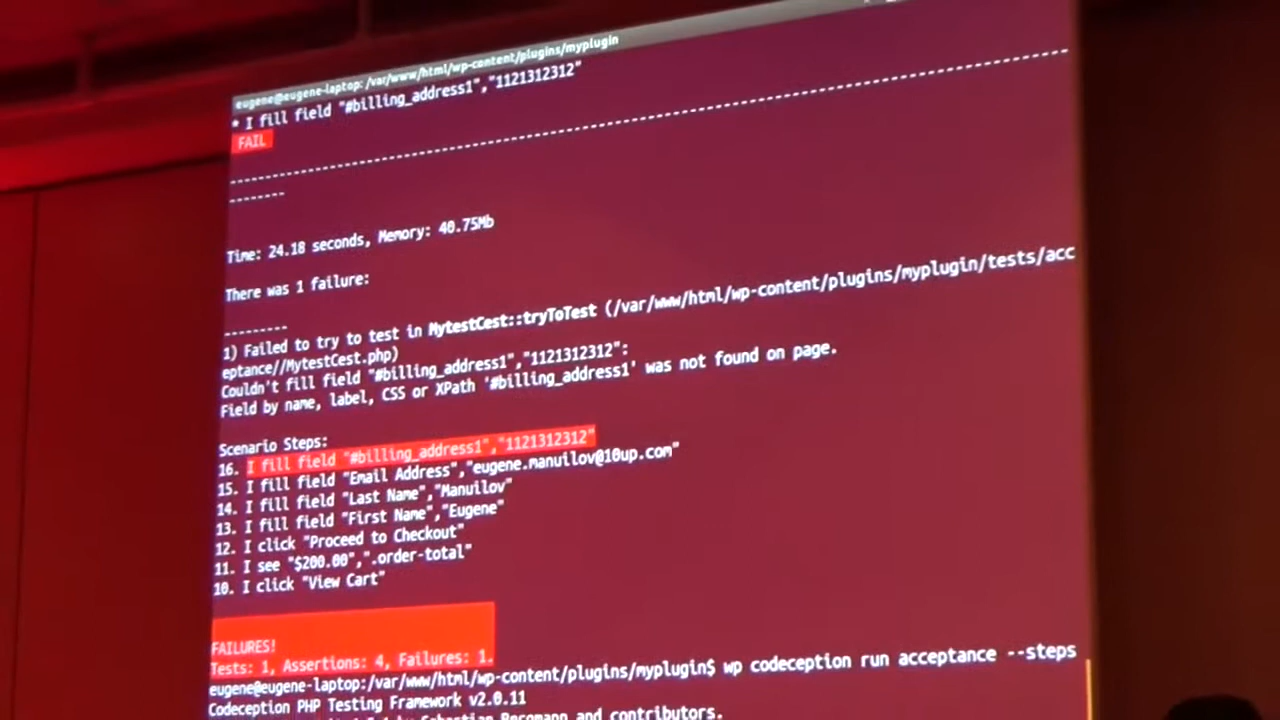 eugene@eugene-laptop: /var/www/html/wp-content/plugins/myplugin
* I fill field "#billing_address1","1121312312"
FAIL
--------------------------------------------------------------------------------
--------
Time: 24.18 seconds, Memory: 40.75Mb
There was 1 failure:
---------
1) Failed to try to test in MytestCest::tryToTest (/var/www/html/wp-content/plugins/myplugin/tests/acc
eptance//MytestCest.php)
Couldn't fill field "#billing_address1","1121312312":
Field by name, label, CSS or XPath '#billing_address1' was not found on page.
Scenario Steps:
16. I fill field "#billing_address1","1121312312"
15. I fill field "Email Address","eugene.manuilov@10up.com"
14. I fill field "Last Name","Manuilov"
13. I fill field "First Name","Eugene"
12. I click "Proceed to Checkout"
11. I see "$200.00",".order-total"
10. I click "View Cart"
FAILURES!
Tests: 1, Assertions: 4, Failures: 1.
eugene@eugene-laptop:/var/www/html/wp-content/plugins/myplugin$ wp codeception run acceptance --steps
Codeception PHP Testing Framework v2.0.11
by Sebastian Bergmann and contributors.